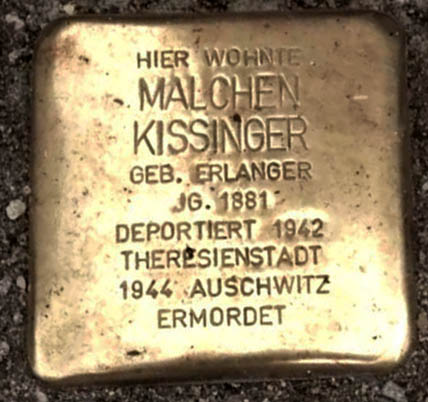 HIER WOHNTE
MALCHEN
KISSINGER
GEB. ERLANGER
JG. 1881
DEPORTIERT 1942
THERESIENSTADT
1944 AUSCHWITZ
ERMORDET